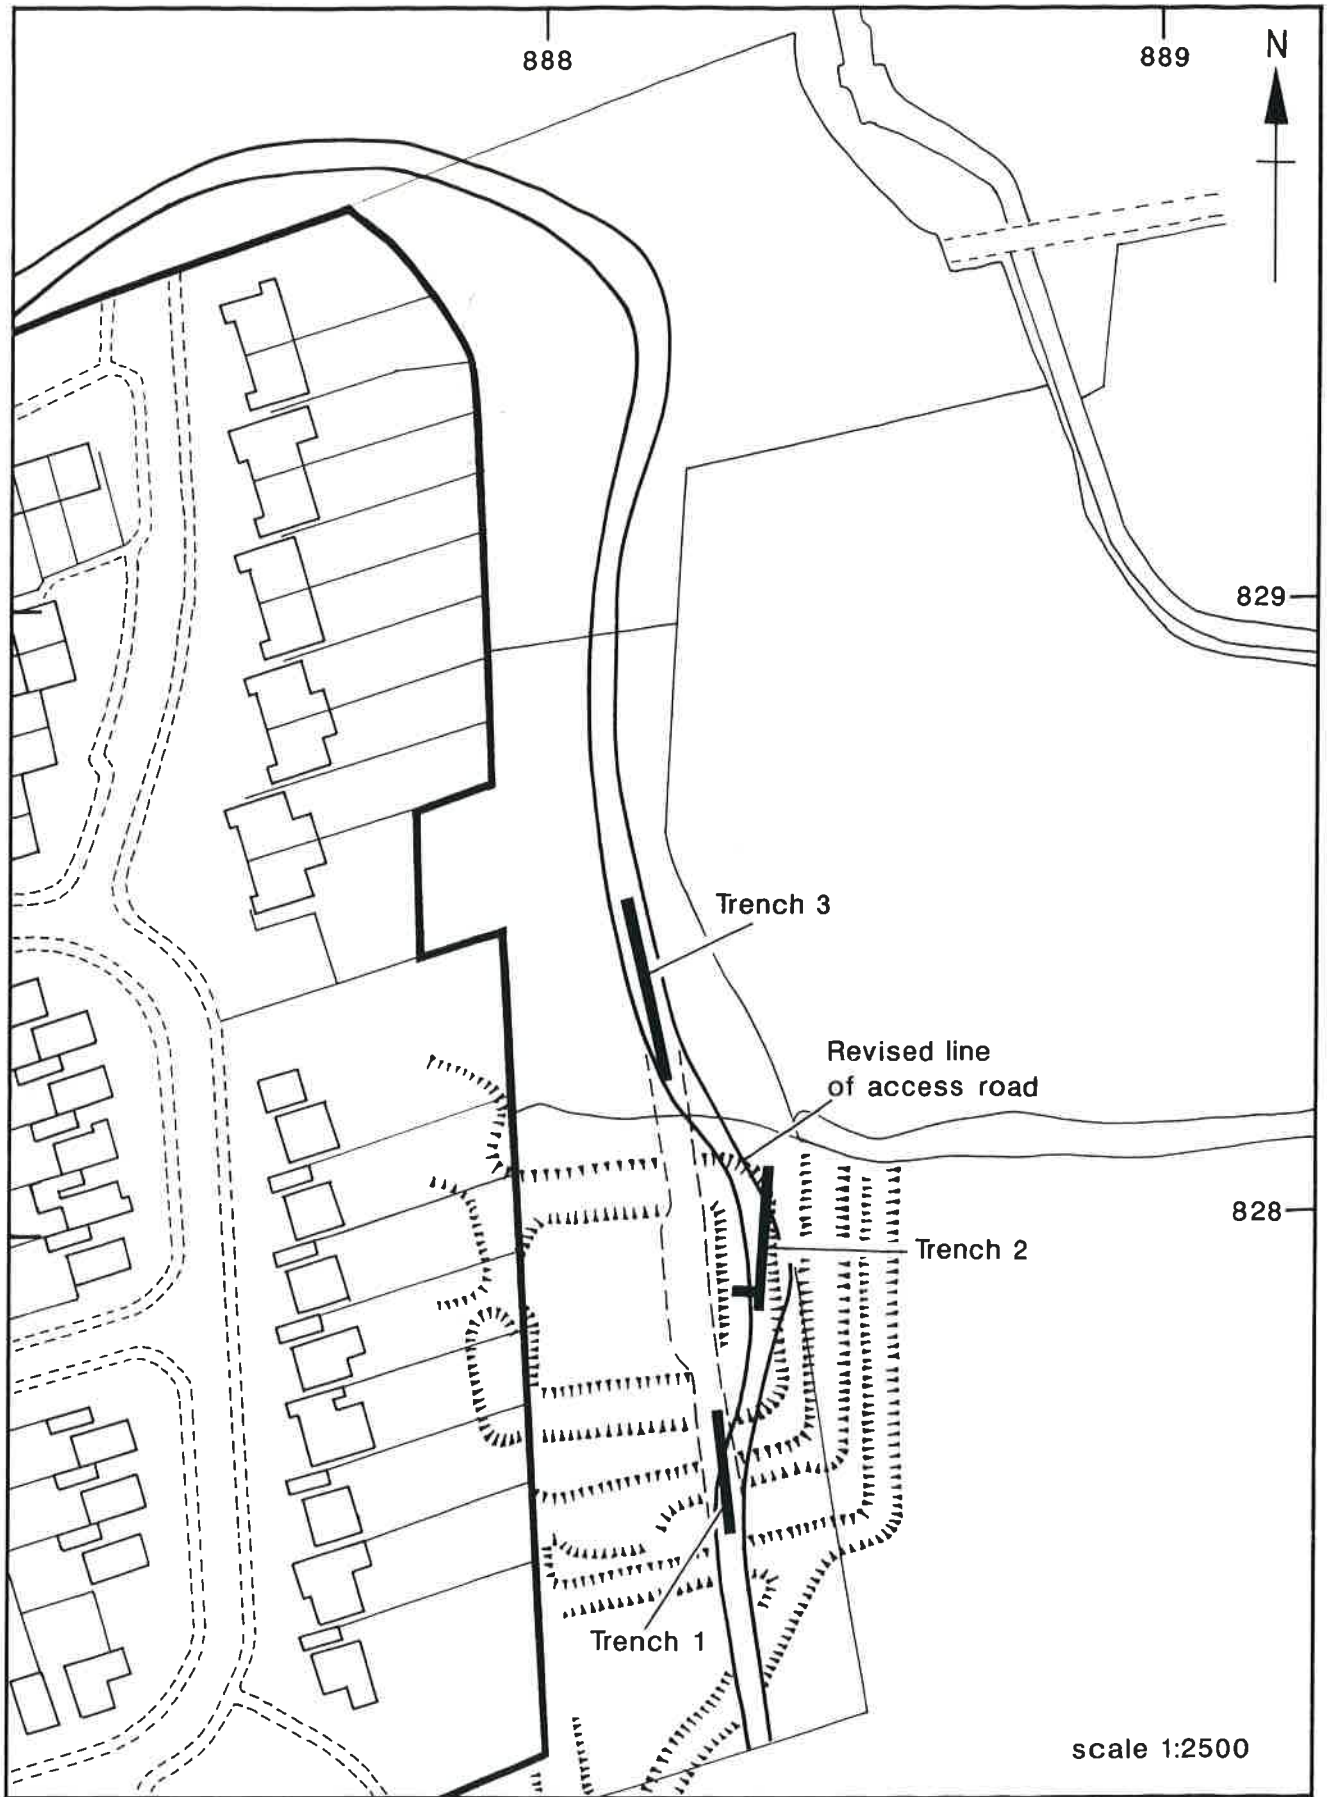 888
889
N
829
Trench 3
Revised line
of access road
828
Trench 2
Trench 1
scale 1:2500